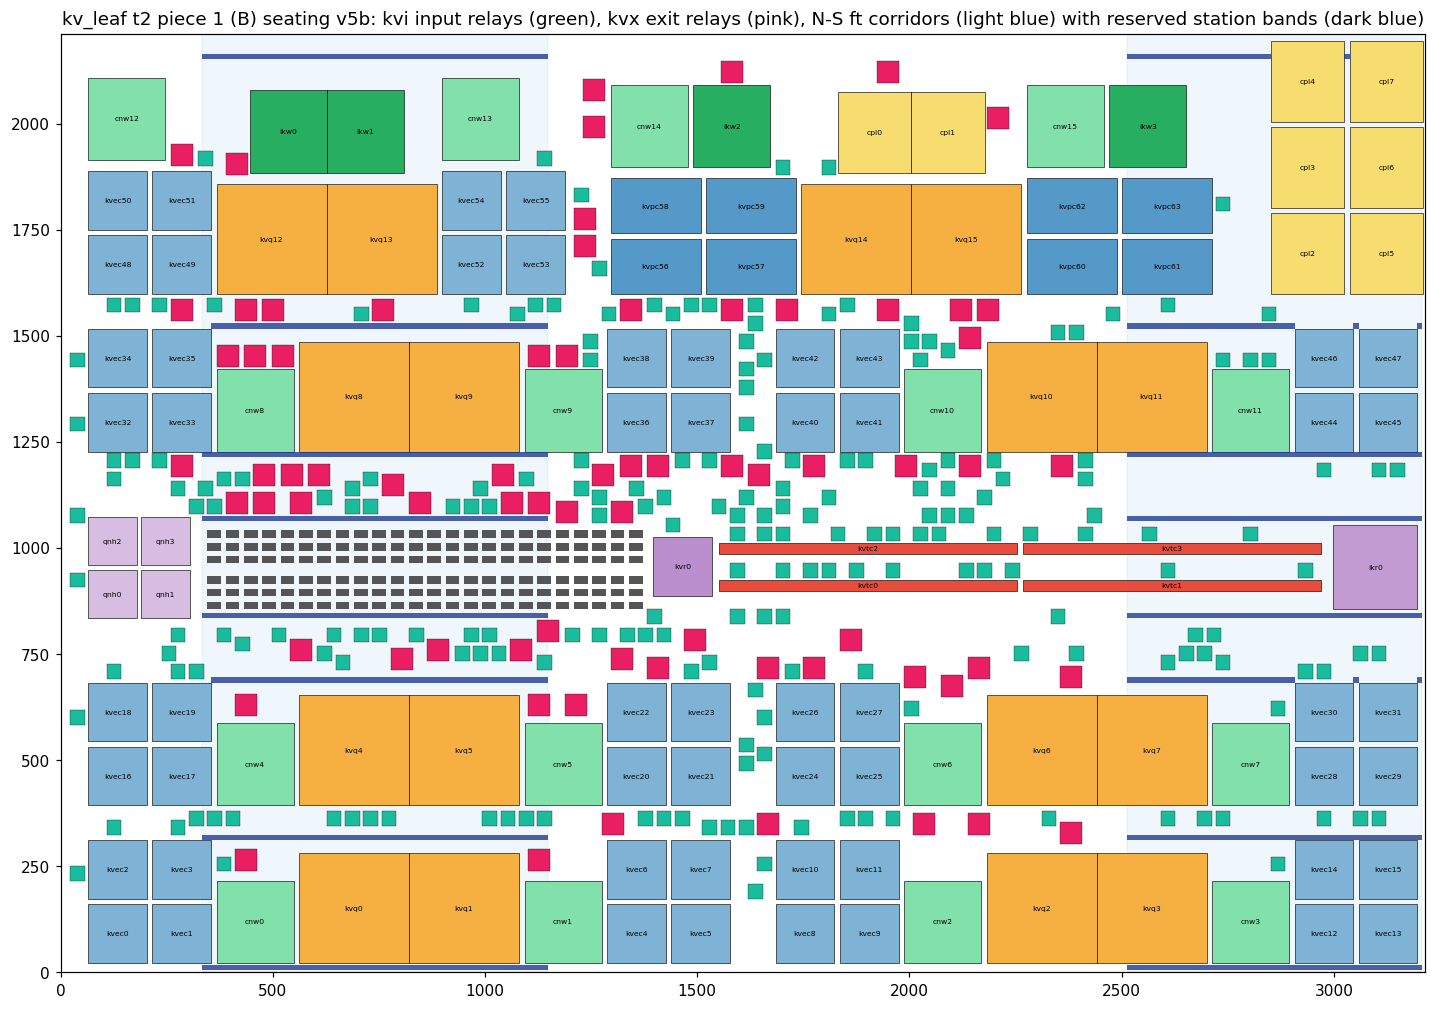 kv_leaf t2 piece 1 (B) seating v5b: kvi input relays (green), kvx exit relays (pink), N-S ft corridors (light blue) with reserved station bands (dark blue)
cpl4 cpl7
2000 cnw12 lkw0 lkw1 cnw13 cnw14 lkw2 cpl0 cpl1 cnw15 lkw3
cpl3 cpl6
kvec50 kvec51 kvec54 kvec55 kvpc58 kvpc59 kvpc62 kvpc63
1750 kvq12 kvq13 kvq14 kvq15 cpl2 cpl5
kvec48 kvec49 kvec52 kvec53 kvpc56 kvpc57 kvpc60 kvpc61
1500
kvec34 kvec35 kvec38 kvec39 kvec42 kvec43 kvec46 kvec47
kvq8 kvq9 kvq10 kvq11
cnw8 cnw9 cnw10 cnw11
kvec32 kvec33 kvec36 kvec37 kvec40 kvec41 kvec44 kvec45
1250
qnh2 qnh3
1000 kvtc2 kvtc3
kvr0 lkr0
qnh0 qnh1 kvtc0 kvtc1
750
kvec18 kvec19 kvec22 kvec23 kvec26 kvec27 kvec30 kvec31
kvq4 kvq5 kvq6 kvq7
cnw4 cnw5 cnw6 cnw7
kvec16 kvec17 kvec20 kvec21 kvec24 kvec25 kvec28 kvec29
500
250
kvec2 kvec3 kvec6 kvec7 kvec10 kvec11 kvec14 kvec15
kvq0 kvq1 kvq2 kvq3
cnw0 cnw1 cnw2 cnw3
kvec0 kvec1 kvec4 kvec5 kvec8 kvec9 kvec12 kvec13
0
0 500 1000 1500 2000 2500 3000